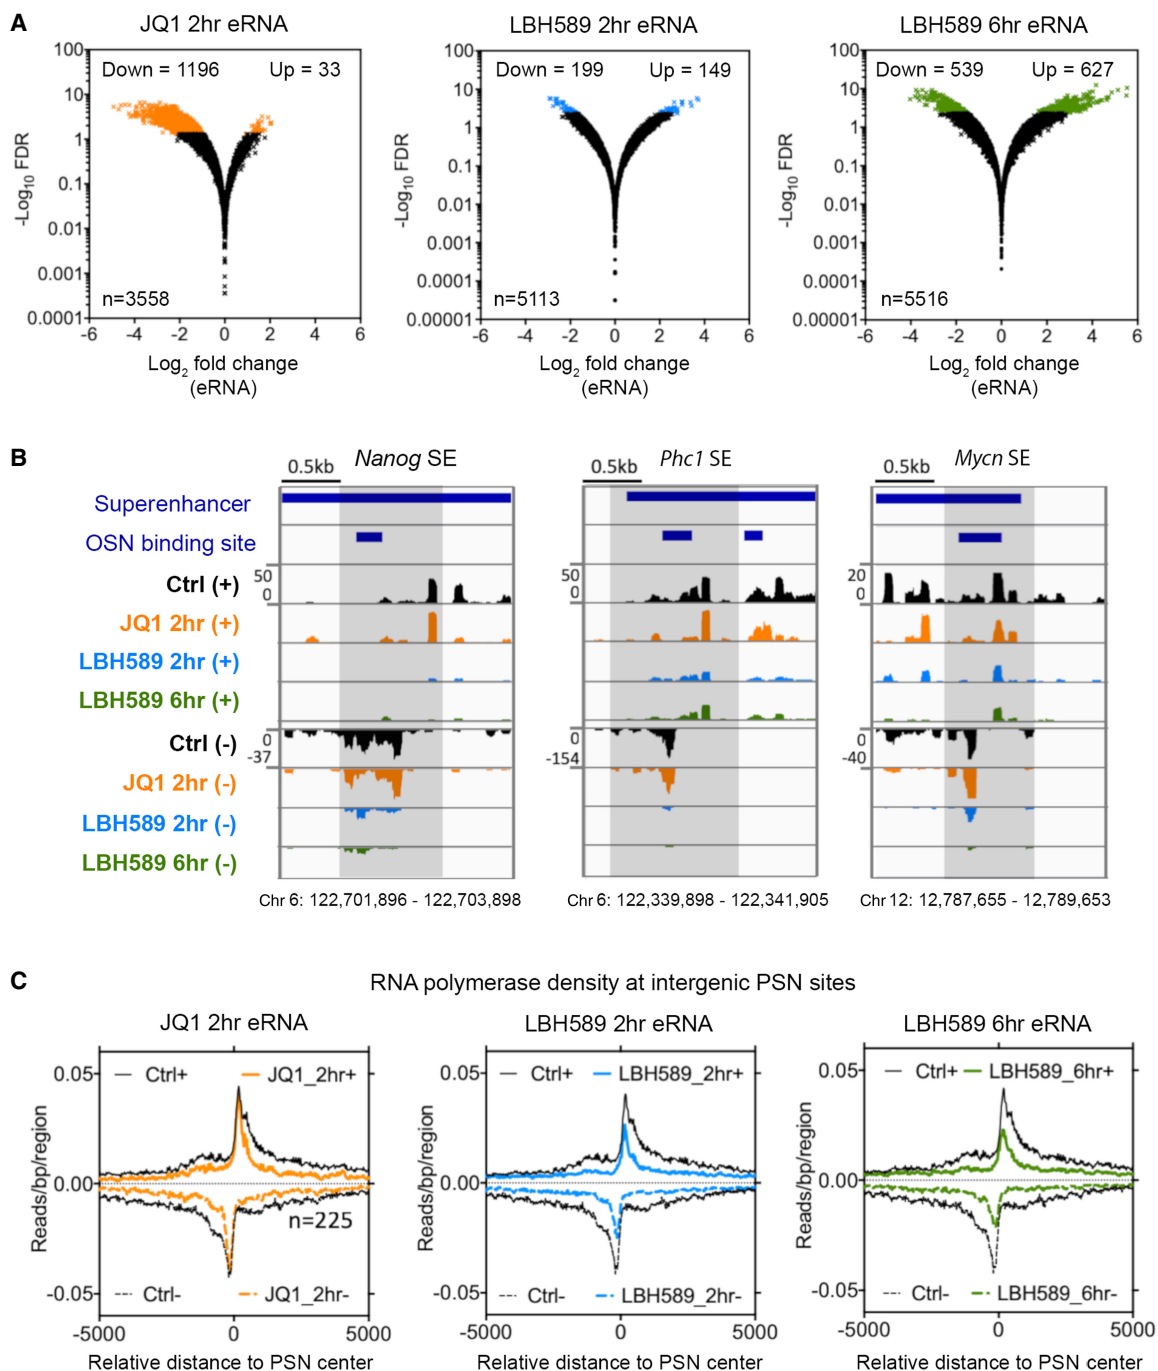 A
JQ1 2hr eRNA
LBH589 2hr eRNA
LBH589 6hr eRNA
Down = 1196 Up = 33
Down = 199 Up = 149
Down = 539 Up = 627
-Log10 FDR
100
10
1
0.1
0.01
0.001
0.0001
n=3558
-6 -4 -2 0 2 4 6
Log2 fold change
(eRNA)
-Log10 FDR
100
10
1
0.1
0.01
0.001
0.0001
0.00001
n=5113
-6 -4 -2 0 2 4 6
Log2 fold change
(eRNA)
-Log10 FDR
100
10
1
0.1
0.01
0.001
0.0001
0.00001
n=5516
-6 -4 -2 0 2 4 6
Log2 fold change
(eRNA)
B
0.5kb Nanog SE
0.5kb Phc1 SE
0.5kb Mycn SE
Superenhancer
OSN binding site
Ctrl (+)
JQ1 2hr (+)
LBH589 2hr (+)
LBH589 6hr (+)
Ctrl (-)
JQ1 2hr (-)
LBH589 2hr (-)
LBH589 6hr (-)
50
0
0
-37
50
0
0
-154
20
0
0
-40
Chr 6: 122,701,896 - 122,703,898
Chr 6: 122,339,898 - 122,341,905
Chr 12: 12,787,655 - 12,789,653
C
RNA polymerase density at intergenic PSN sites
JQ1 2hr eRNA
LBH589 2hr eRNA
LBH589 6hr eRNA
Reads/bp/region
0.05
0.00
-0.05
Ctrl+ JQ1_2hr+
n=225
Ctrl- JQ1_2hr-
-5000 0 5000
Relative distance to PSN center
Reads/bp/region
0.05
0.00
-0.05
Ctrl+ LBH589_2hr+
Ctrl- LBH589_2hr-
-5000 0 5000
Relative distance to PSN center
Reads/bp/region
0.05
0.00
-0.05
Ctrl+ LBH589_6hr+
Ctrl- LBH589_6hr-
-5000 0 5000
Relative distance to PSN center